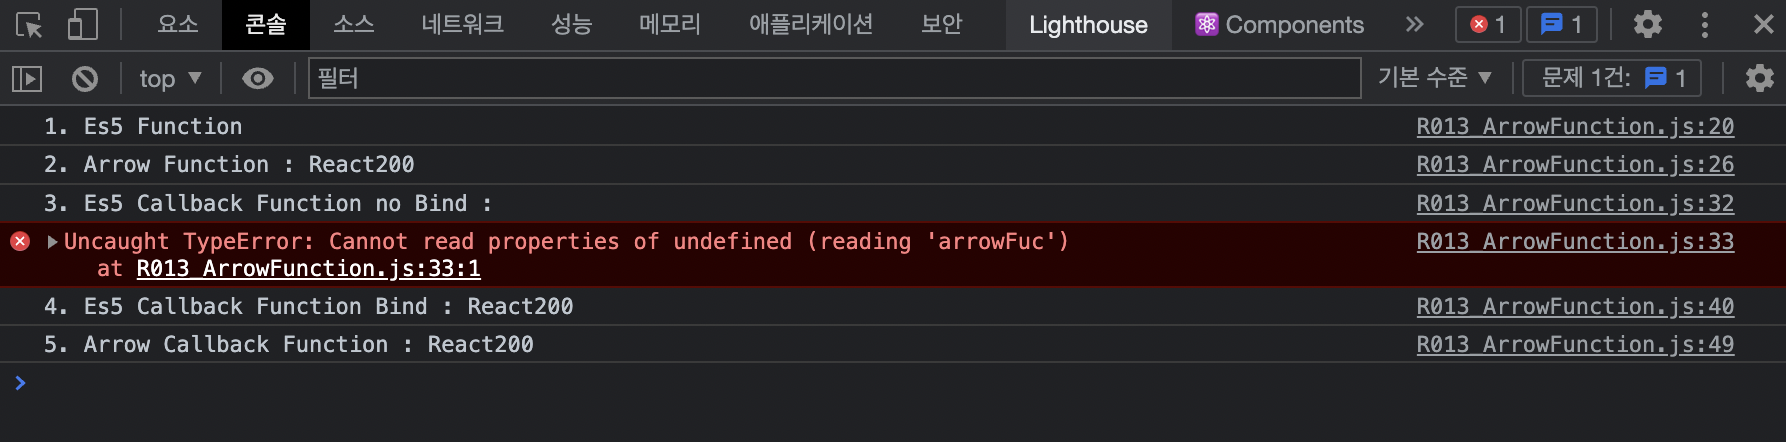 요소 콘솔 소스 네트워크 성능 메모리 애플리케이션 보안 Lighthouse Components 1 1
top 필터 기본 수준 문제 1건: 1
1. Es5 Function R013_ArrowFunction.js:20
2. Arrow Function : React200 R013_ArrowFunction.js:26
3. Es5 Callback Function no Bind : R013_ArrowFunction.js:32
Uncaught TypeError: Cannot read properties of undefined (reading 'arrowFuc') R013_ArrowFunction.js:33
at R013_ArrowFunction.js:33:1
4. Es5 Callback Function Bind : React200 R013_ArrowFunction.js:40
5. Arrow Callback Function : React200 R013_ArrowFunction.js:49